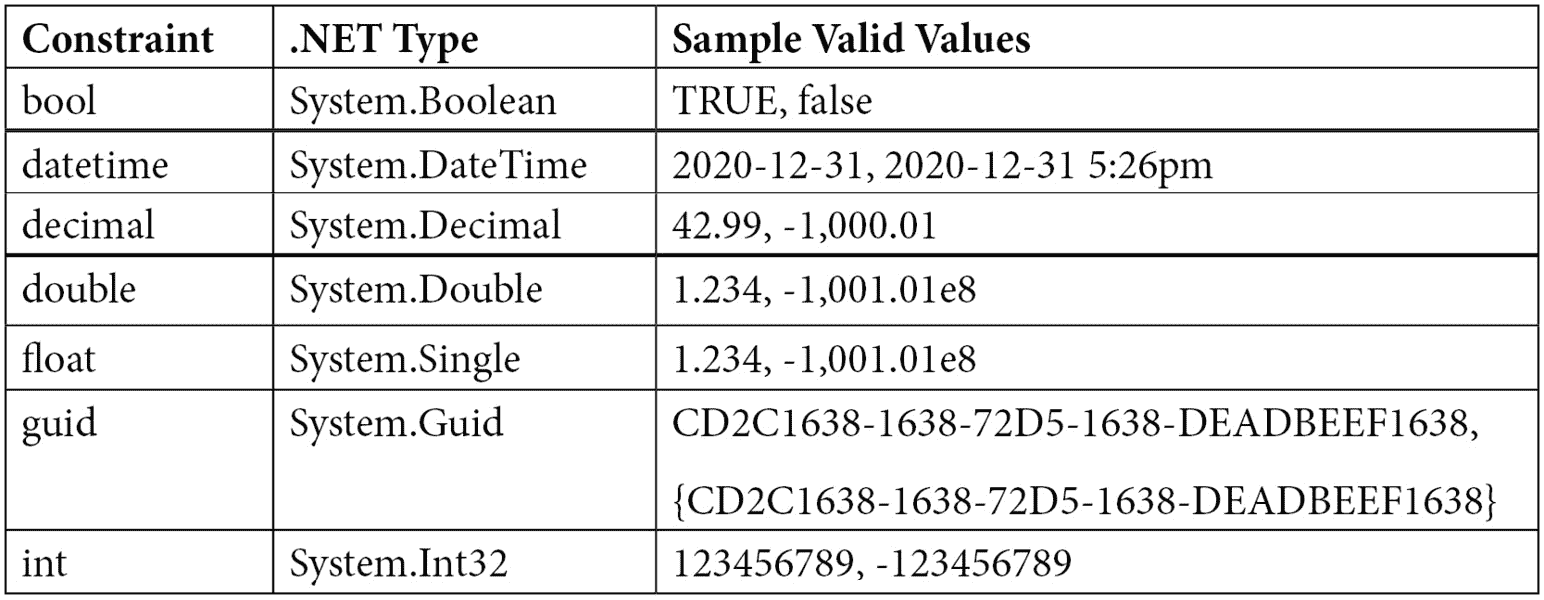 Constraint .NET Type Sample Valid Values
bool System.Boolean TRUE, false
datetime System.DateTime 2020-12-31, 2020-12-31 5:26pm
decimal System.Decimal 42.99, -1,000.01
double System.Double 1.234, -1,001.01e8
float System.Single 1.234, -1,001.01e8
guid System.Guid CD2C1638-1638-72D5-1638-DEADBEEF1638,
{CD2C1638-1638-72D5-1638-DEADBEEF1638}
int System.Int32 123456789, -123456789